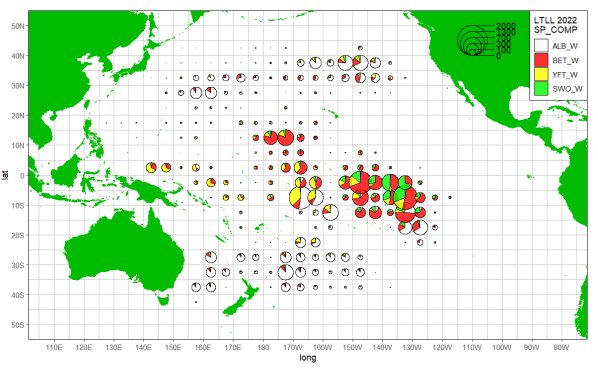 LTLL 2022
SP_COMP
ALB_W
BET_W
YFT_W
SWO_W
2000
0
50N
40N
30N
20N
10N
0
10S
20S
30S
40S
50S
lat
110E 120E 130E 140E 150E 160E 170E 180 170W 160W 150W 140W 130W 120W 110W 100W 90W 80W
long